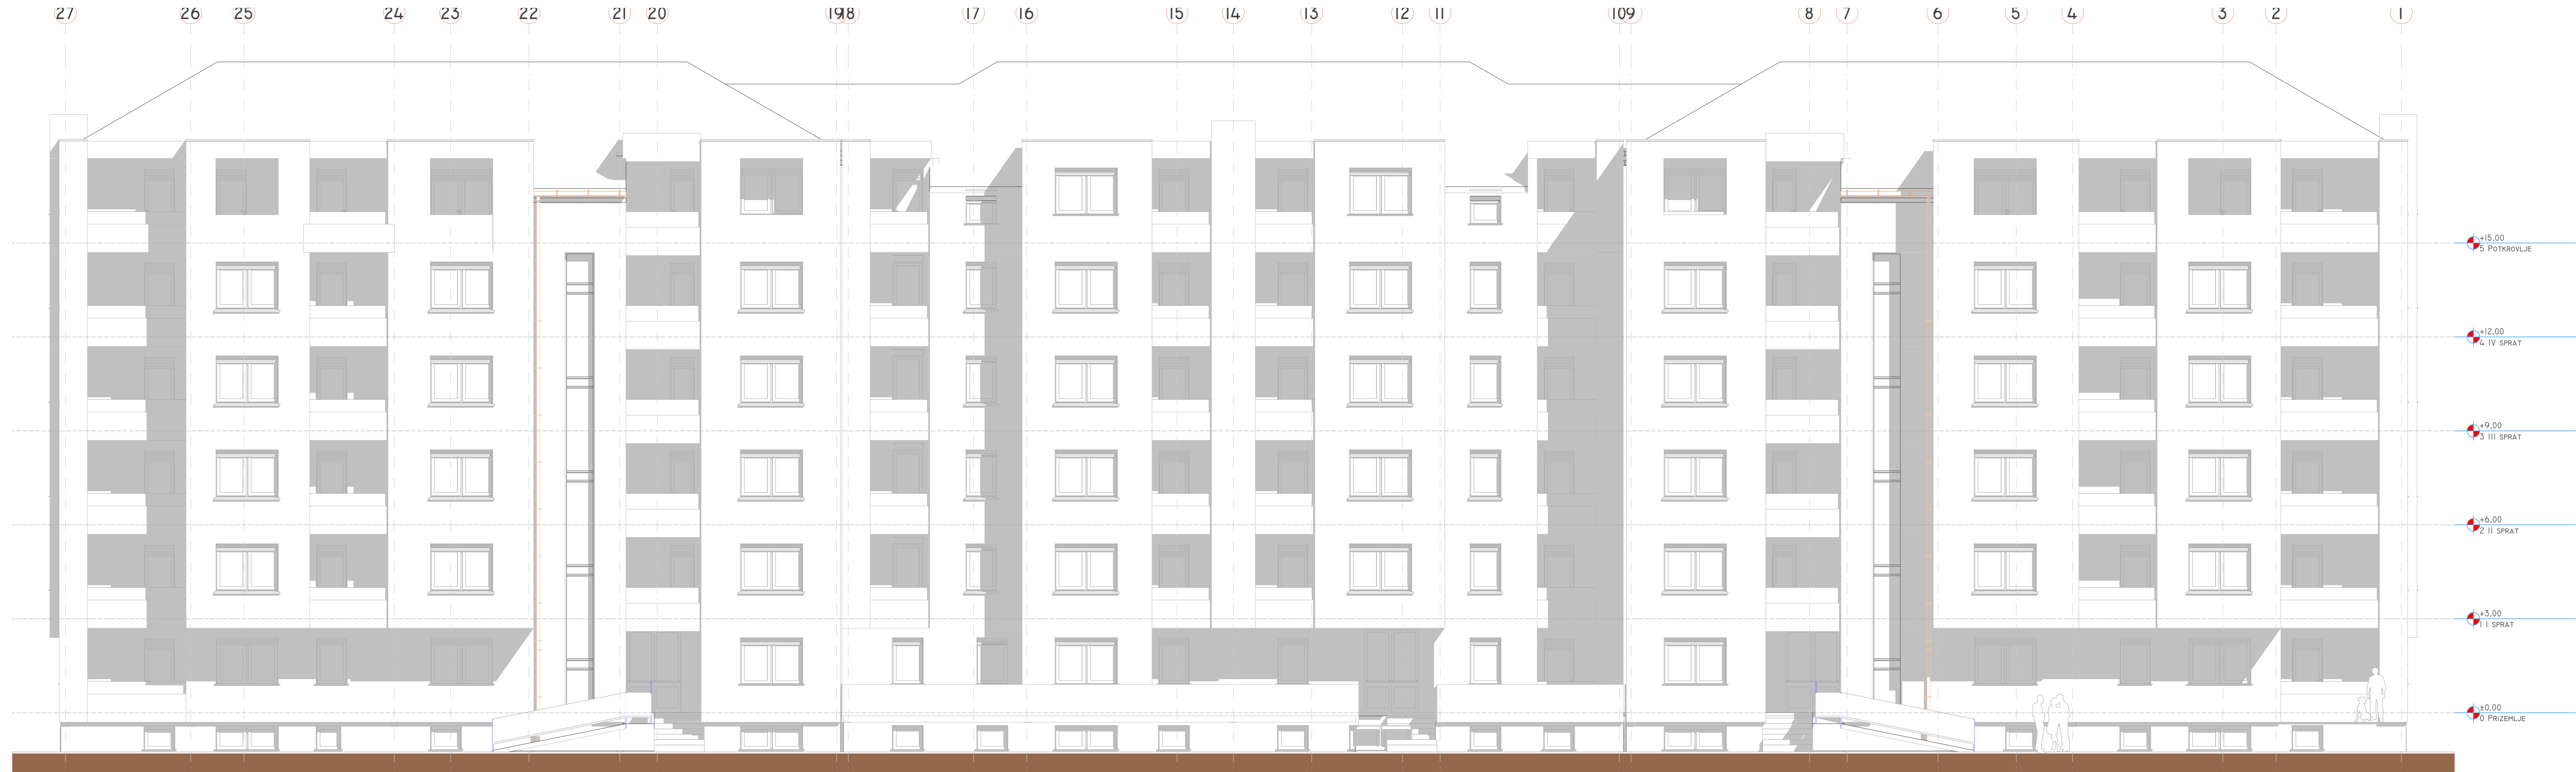 27 26 25 24 23 22 21 20 19 18 17 16 15 14 13 12 11 10 9 8 7 6 5 4 3 2 1
+15,00
5 POTKROVLJE
+12,00
4 IV SPRAT
+9,00
3 III SPRAT
+6,00
2 II SPRAT
+3,00
1 I SPRAT
±0,00
0 PRIZEMLJE